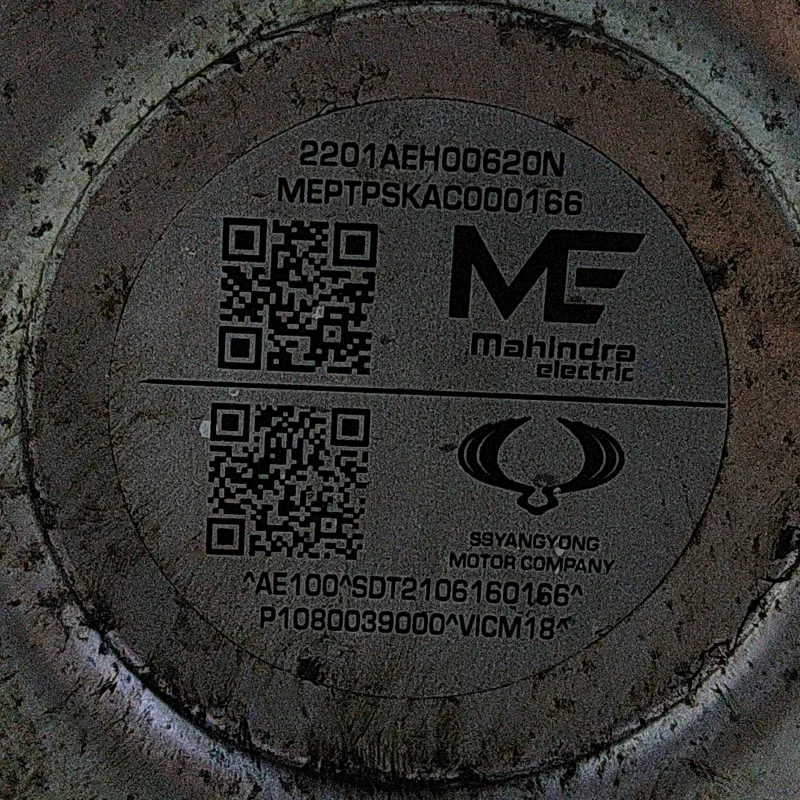 2201AEH00620N
MEPTPSKAC000166
ME
Mahindra
electric
SSYANGYONG
MOTOR COMPANY
^AE100^SDT2106160166^
P1080039000^VICM18^